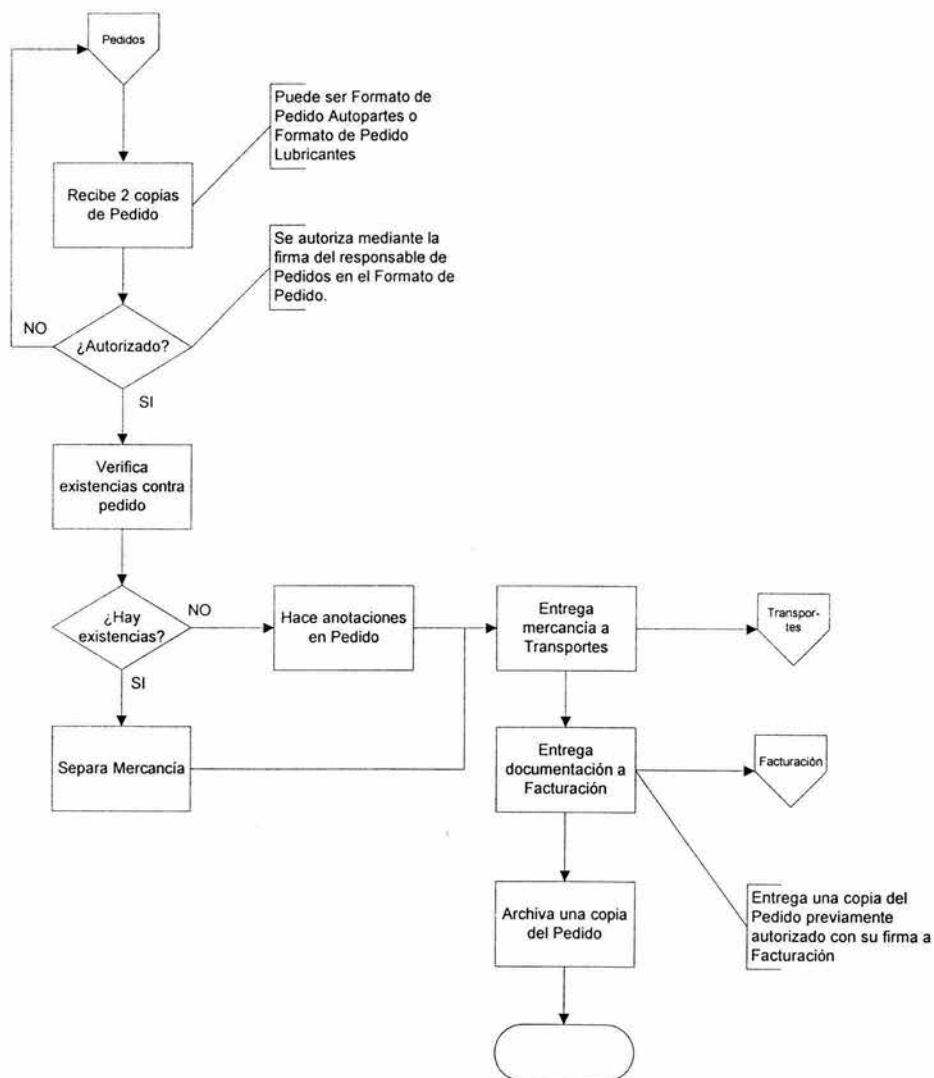 Pedidos
Puede ser Formato de
Pedido Autopartes o
Formato de Pedido
Lubricantes
Recibe 2 copias
de Pedido
Se autoriza mediante la
firma del responsable de
Pedidos en el Formato de
Pedido.
NO
¿Autorizado?
SI
Verifica
existencias contra
pedido
¿Hay
existencias?
NO
Hace anotaciones
en Pedido
Entrega
mercancía a
Transportes
Transpor-
tes
SI
Separa Mercancía
Entrega
documentación a
Facturación
Facturación
Archiva una copia
del Pedido
Entrega una copia del
Pedido previamente
autorizado con su firma a
Facturación